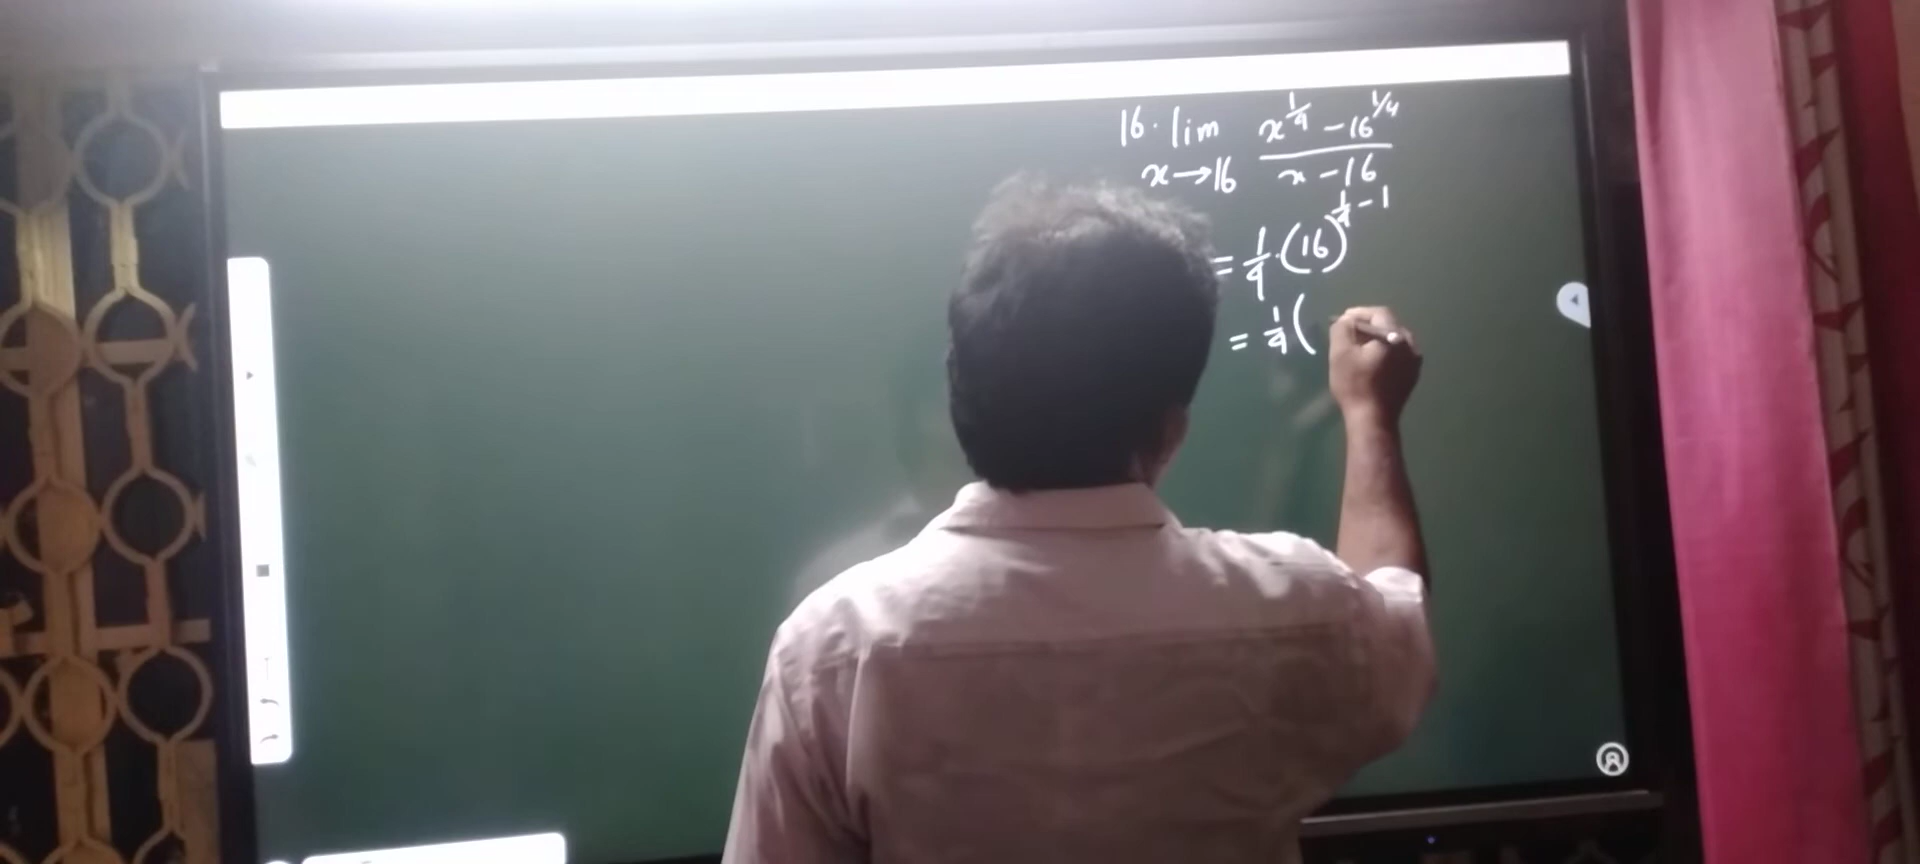 16. lim x^1/4 - 16^1/4
x→16 x - 16
= 1/4 · (16)^1/4 - 1
= 1/4 (